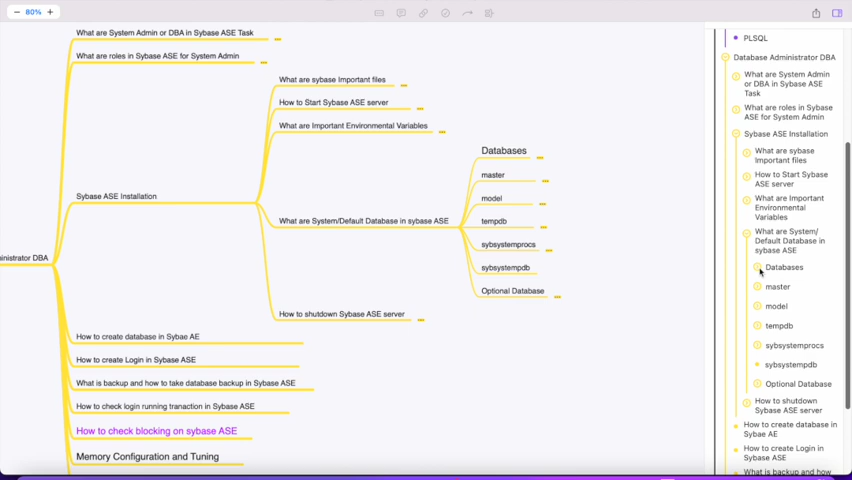 80%
What are System Admin or DBA in Sybase ASE Task
What are roles in Sybase ASE for System Admin
What are sybase Important files
How to Start Sybase ASE server
What are Important Environmental Variables
Databases
master
model
tempdb
sybsystemprocs
sybsystempdb
Optional Database
What are System/Default Database in sybase ASE
Sybase ASE Installation
How to shutdown Sybase ASE server
inistrator DBA
How to create database in Sybae AE
How to create Login in Sybase ASE
What is backup and how to take database backup in Sybase ASE
How to check login running tranaction in Sybase ASE
How to check blocking on sybase ASE
Memory Configuration and Tuning
PLSQL
Database Administrator DBA
What are System Admin
or DBA in Sybase ASE
Task
What are roles in Sybase
ASE for System Admin
Sybase ASE Installation
What are sybase
Important files
How to Start Sybase
ASE server
What are Important
Environmental
Variables
What are System/
Default Database in
sybase ASE
Databases
master
model
tempdb
sybsystemprocs
sybsystempdb
Optional Database
How to shutdown
Sybase ASE server
How to create database in
Sybae AE
How to create Login in
Sybase ASE
What is backup and how